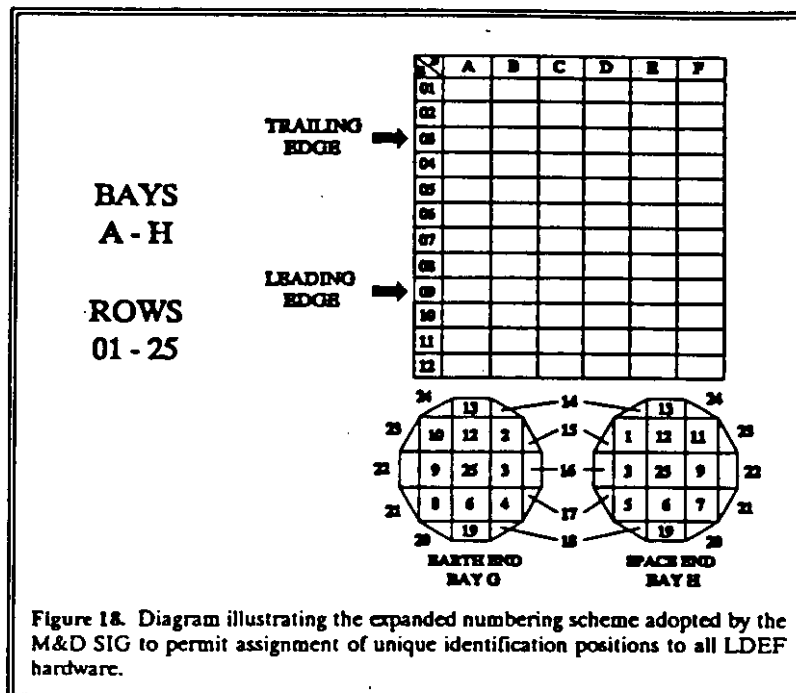 A B C D E F
01
02
TRAILING
EDGE
03
04
05
BAYS
A - H
06
07
08
LEADING
EDGE
09
ROWS
01 - 25
10
11
12
24 13 14 13 24
23 10 12 2 15 1 12 11 23
22 9 25 3 16 3 25 9 22
21 8 6 4 17 5 6 7 21
20 19 18 19 20
EARTH END
BAY G
SPACE END
BAY H
Figure 18. Diagram illustrating the expanded numbering scheme adopted by the
M&D SIG to permit assignment of unique identification positions to all LDEF
hardware.